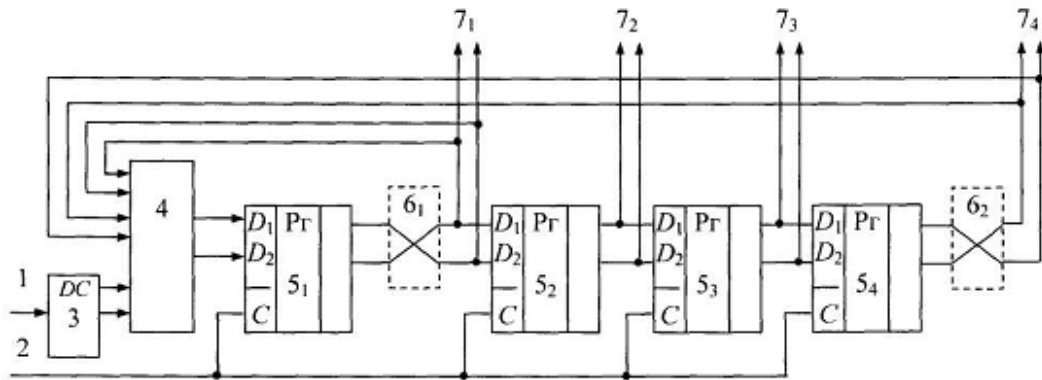 7₁ 7₂ 7₃ 7₄
4 D₁ Рг 6₁ D₁ Рг D₁ Рг D₁ Рг 6₂
D₂ D₂ D₂ D₂
1 DC 5₁ 5₂ 5₃ 5₄
3 C C C C
2